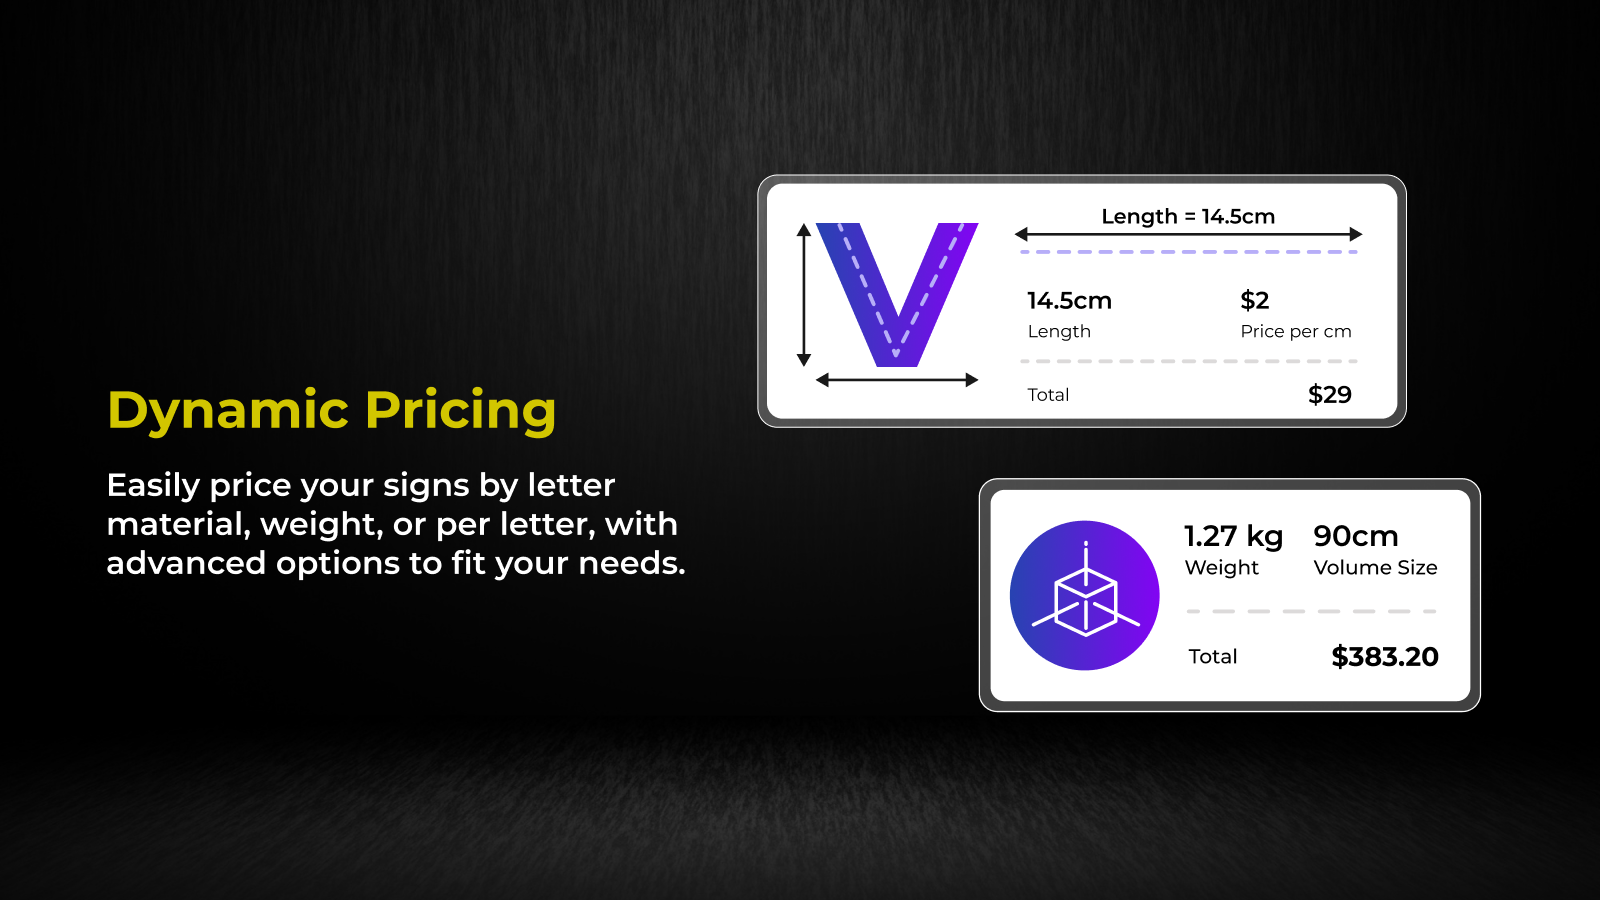 Dynamic Pricing
Easily price your signs by letter
material, weight, or per letter, with
advanced options to fit your needs.
V
Length = 14.5cm
14.5cm
Length
$2
Price per cm
Total
$29
1.27 kg
Weight
90cm
Volume Size
Total
$383.20